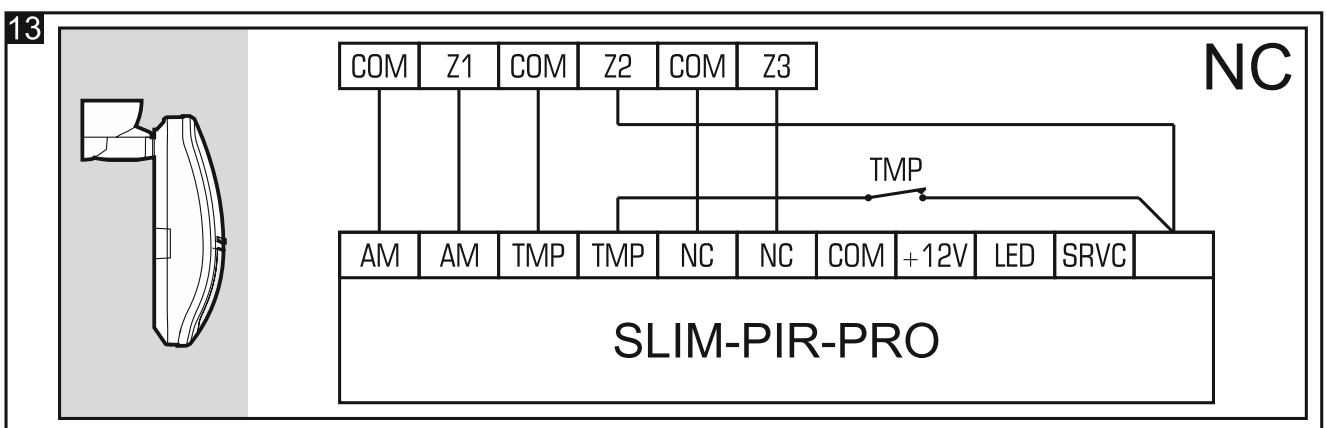 13
NC
COM Z1 COM Z2 COM Z3
TMP
AM AM TMP TMP NC NC COM +12V LED SRVC
SLIM-PIR-PRO